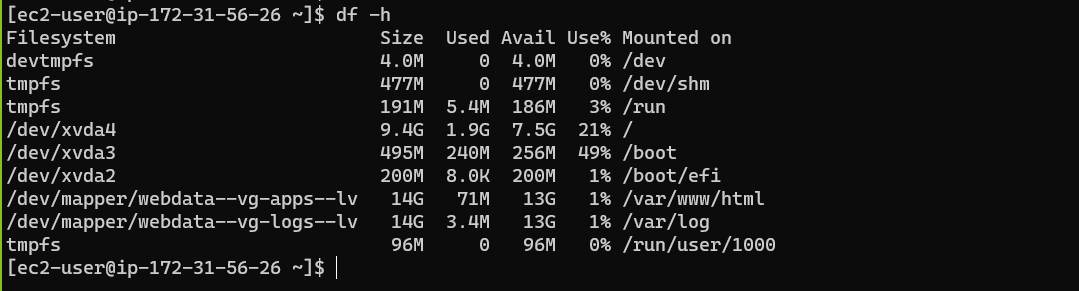 [ec2-user@ip-172-31-56-26 ~]$ df -h
Filesystem                        Size  Used Avail Use% Mounted on
devtmpfs                          4.0M     0  4.0M   0% /dev
tmpfs                             477M     0  477M   0% /dev/shm
tmpfs                             191M  5.4M  186M   3% /run
/dev/xvda4                        9.4G  1.9G  7.5G  21% /
/dev/xvda3                        495M  240M  256M  49% /boot
/dev/xvda2                        200M  8.0K  200M   1% /boot/efi
/dev/mapper/webdata--vg-apps--lv   14G   71M   13G   1% /var/www/html
/dev/mapper/webdata--vg-logs--lv   14G  3.4M   13G   1% /var/log
tmpfs                              96M     0   96M   0% /run/user/1000
[ec2-user@ip-172-31-56-26 ~]$